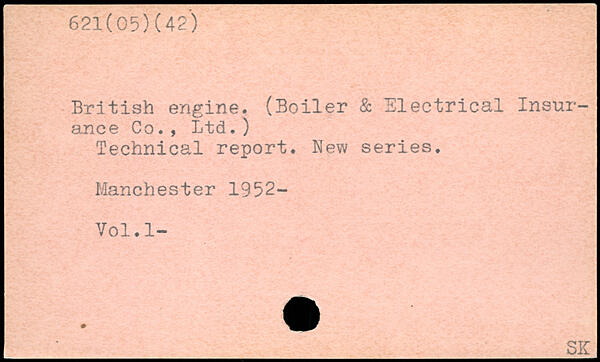 621(05)(42)
British engine. (Boiler & Electrical Insur-
ance Co., Ltd.)
Technical report. New series.
Manchester 1952-
Vol.1-
SK